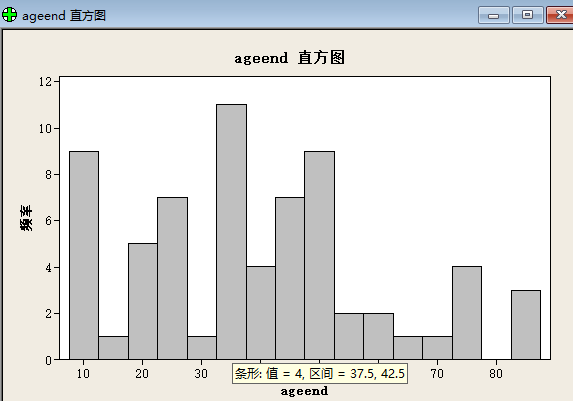 ageend 直方图
ageend 直方图
12
10
8
6
4
2
0
频率
10 20 30 70 80
条形: 值 = 4, 区间 = 37.5, 42.5
ageend